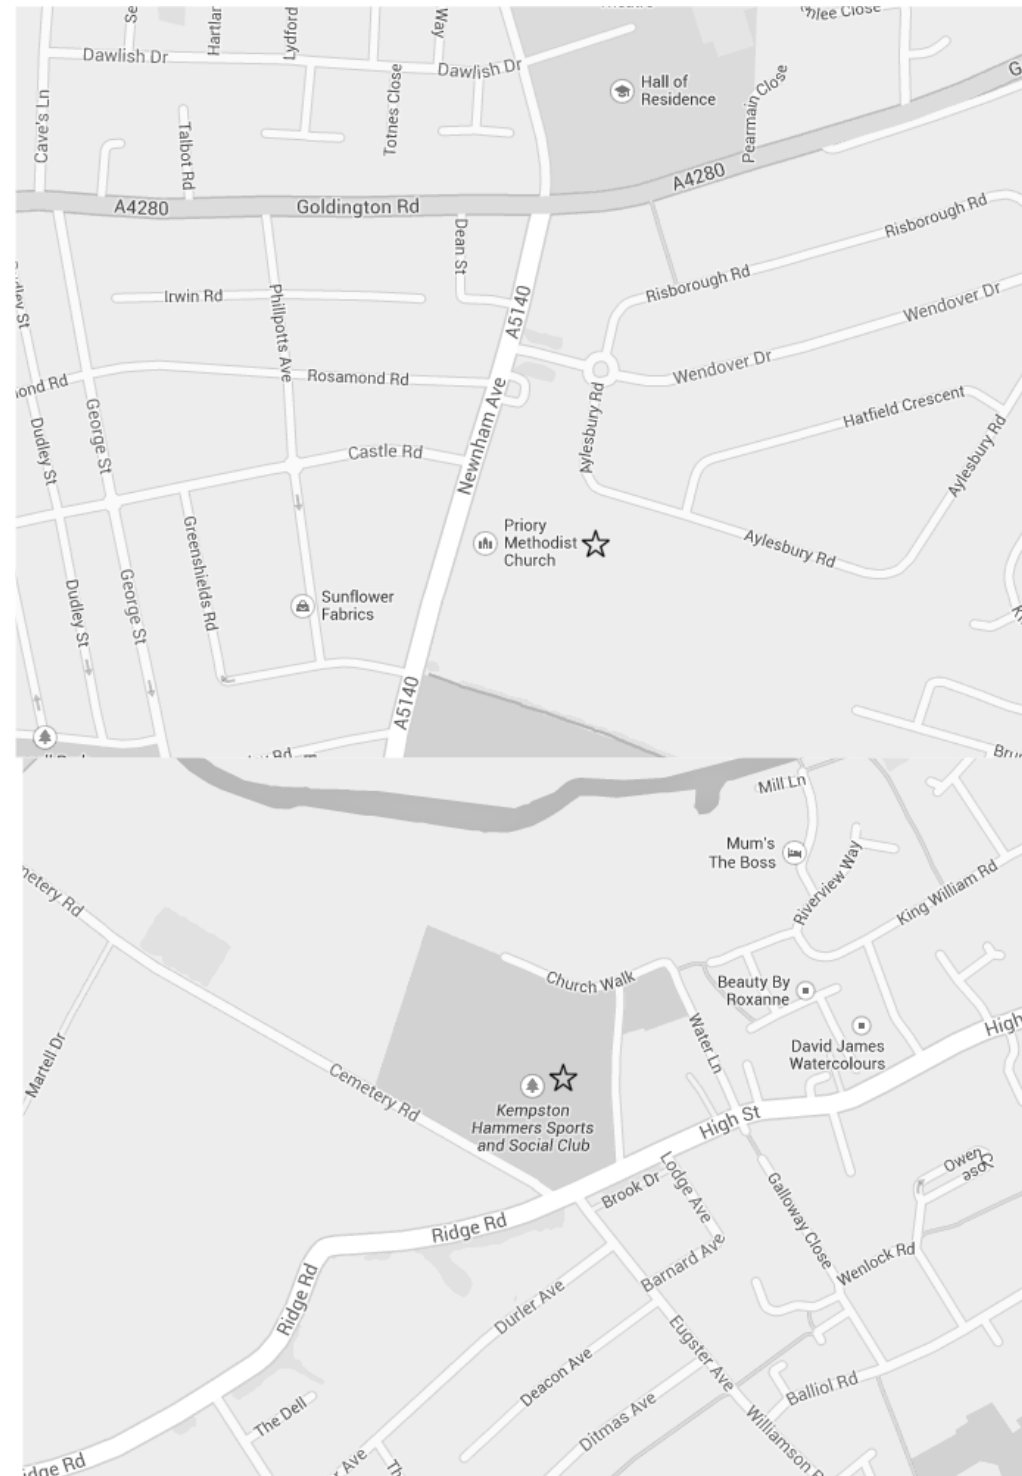 Dawlish Dr
Dawlish Dr
Lydford
Way
Totnes Close
Cave's Ln
Talbot Rd
Hall of
Residence
Pearmain Close
A4280
A4280
Goldington Rd
Dean St
Risborough Rd
Risborough Rd
Irwin Rd
Phillpotts Ave
A5140
Wendover Dr
Wendover Dr
Rosamond Rd
George St
Dudley St
Newnham Ave
Aylesbury Rd
Hatfield Crescent
Aylesbury Rd
Castle Rd
Greenshields Rd
Priory
Methodist
Church
Aylesbury Rd
George St
Dudley St
Sunflower
Fabrics
A5140
Mill Ln
Mum's
The Boss
Riverview Way
King William Rd
Church Walk
Beauty By
Roxanne
Water Ln
David James
Watercolours
High
Martell Dr
Cemetery Rd
Kempston
Hammers Sports
and Social Club
High St
Lodge Ave
Brook Dr
Owen Close
Galloway Close
Ridge Rd
Barnard Ave
Wenlock Rd
Ridge Rd
Durler Ave
Eugster Ave
Deacon Ave
Balliol Rd
The Dell
Ditmas Ave
Williamson